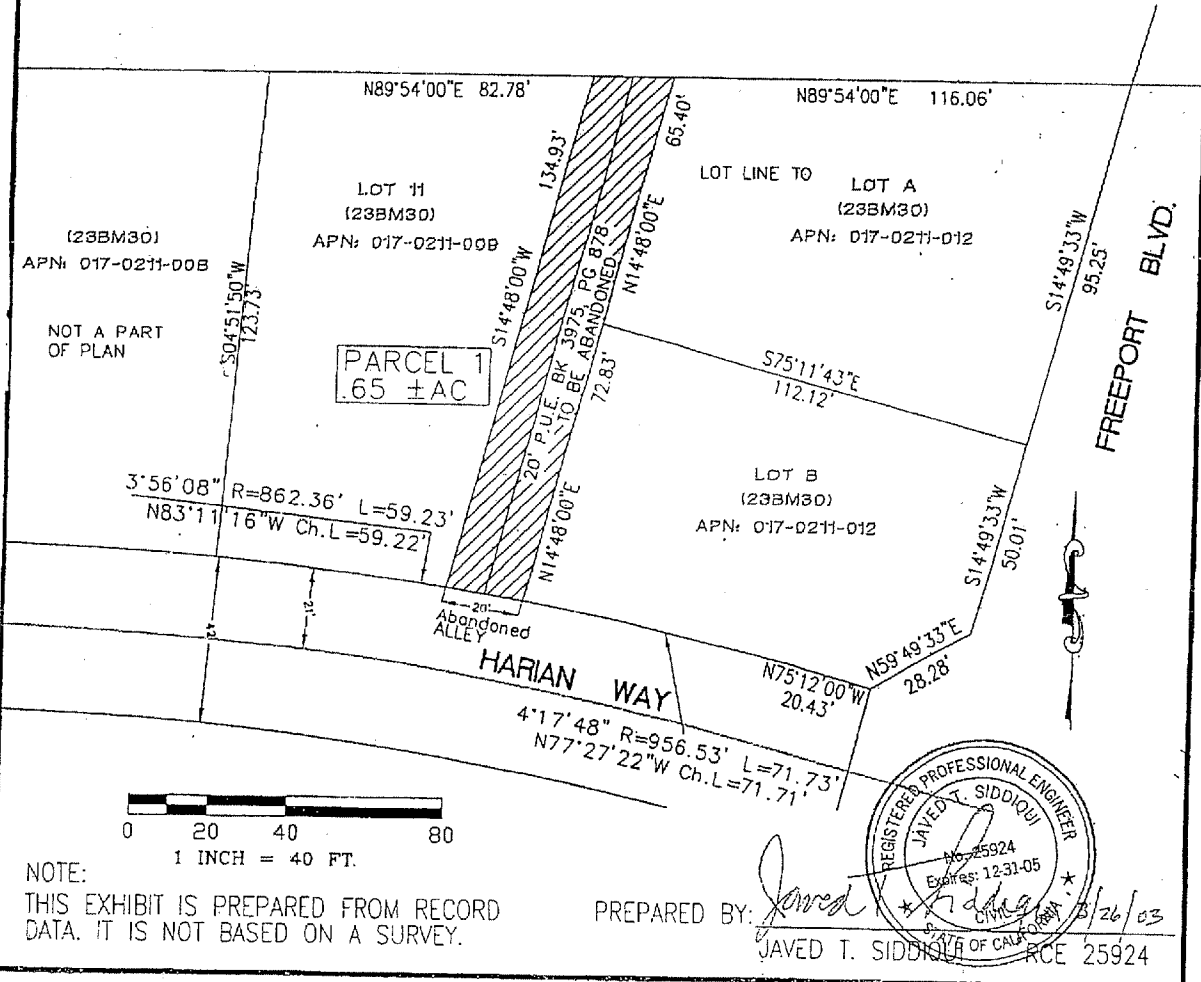 N89°54'00"E 82.78'
N89°54'00"E 116.06'
134.93'
65.40'
LOT LINE TO
LOT 11
(23BM30)
APN: 017-0211-009
LOT A
(23BM30)
APN: 017-0211-012
(23BM30)
APN: 017-0211-008
NOT A PART
OF PLAN
S04°51'50"W
123.73'
S14°48'00"W
N14°48'00"E
20' P.U.E. BK 3975, PG 878
TO BE ABANDONED
72.83'
S14°49'33"W
95.25'
FREEPORT BLVD.
PARCEL 1
.65 ±AC
S75°11'43"E
112.12'
LOT B
(23BM30)
APN: 017-0211-012
3°56'08" R=862.36' L=59.23'
N83°11'16"W Ch.L=59.22'
N14°48'00"E
S14°49'33"W
50.01'
20'
Abandoned
ALLEY
21'
42'
HARIAN WAY
N75°12'00"W
20.43'
N59°49'33"E
28.28'
4°17'48" R=956.53' L=71.73'
N77°27'22"W Ch.L=71.71'
0 20 40 80
1 INCH = 40 FT.
NOTE:
THIS EXHIBIT IS PREPARED FROM RECORD
DATA. IT IS NOT BASED ON A SURVEY.
REGISTERED PROFESSIONAL ENGINEER
JAVED T. SIDDIQUI
No. 25924
Expires: 12-31-05
CIVIL
STATE OF CALIFORNIA
PREPARED BY: Javed T. Siddiqui 3/26/03
JAVED T. SIDDIQUI RCE 25924